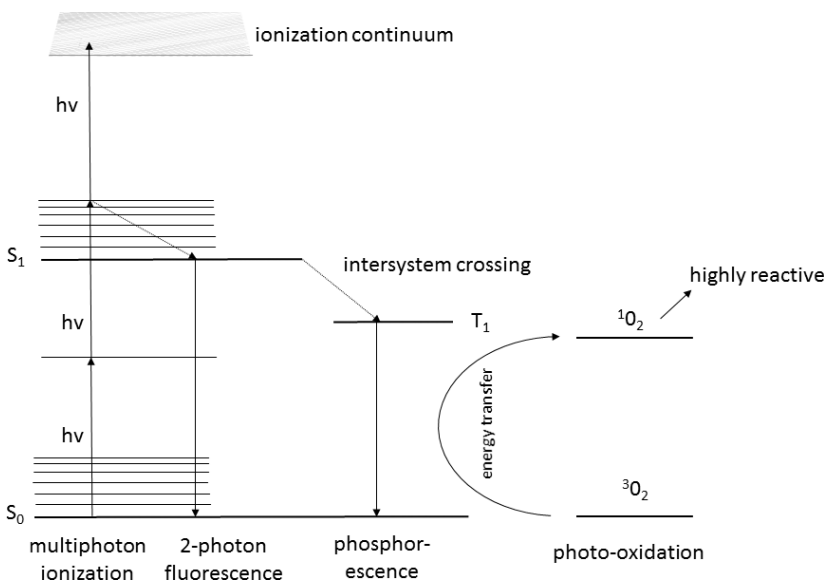 ionization continuum
hν
S₁
intersystem crossing
highly reactive
T₁
¹O₂
hν
energy transfer
hν
³O₂
S₀
multiphoton
ionization
2-photon
fluorescence
phosphor-
escence
photo-oxidation